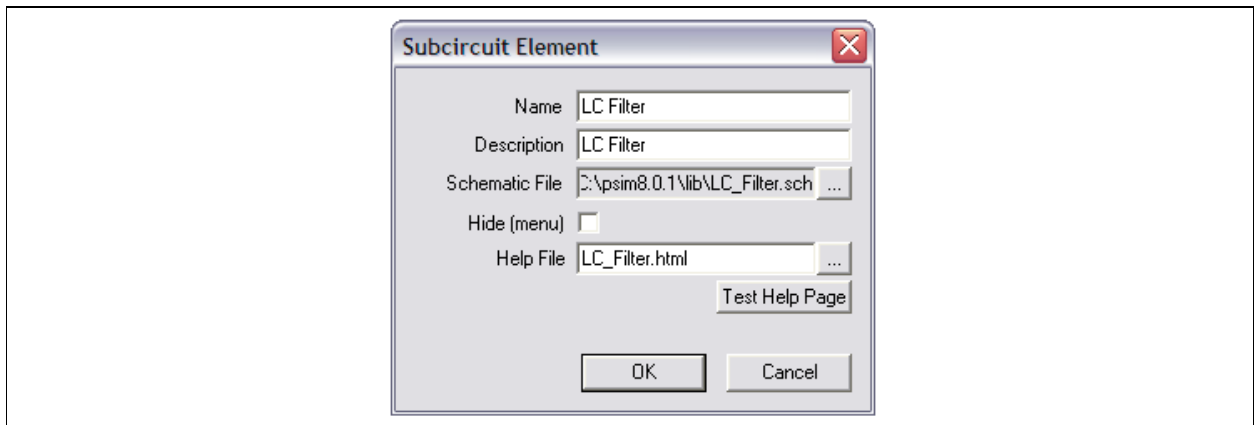 Subcircuit Element
Name LC Filter
Description LC Filter
Schematic File C:\psim8.0.1\lib\LC_Filter.sch ...
Hide (menu)
Help File LC_Filter.html ...
Test Help Page
OK Cancel